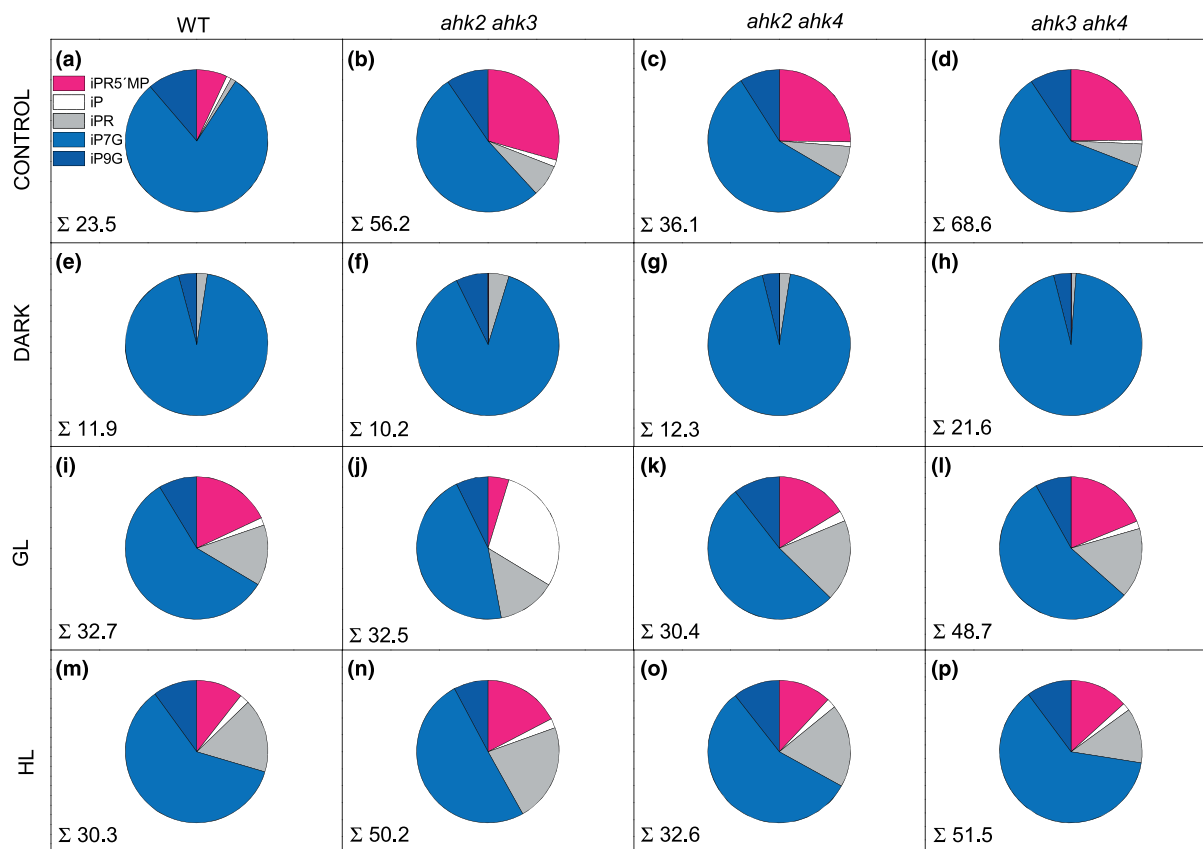 WT ahk2 ahk3 ahk2 ahk4 ahk3 ahk4
CONTROL
(a) (b) (c) (d)
iPR5´MP
iP
iPR
iP7G
iP9G
Σ 23.5 Σ 56.2 Σ 36.1 Σ 68.6
DARK
(e) (f) (g) (h)
Σ 11.9 Σ 10.2 Σ 12.3 Σ 21.6
GL
(i) (j) (k) (l)
Σ 32.7 Σ 32.5 Σ 30.4 Σ 48.7
HL
(m) (n) (o) (p)
Σ 30.3 Σ 50.2 Σ 32.6 Σ 51.5